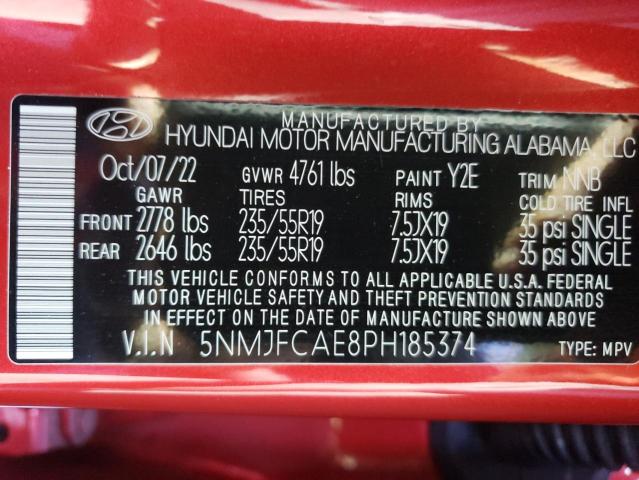 MANUFACTURED BY
HYUNDAI MOTOR MANUFACTURING ALABAMA, LLC
Oct/07/22 GVWR 4761 lbs PAINT Y2E TRIM NNB
GAWR TIRES RIMS COLD TIRE INFL
FRONT 2778 lbs 235/55R19 7.5JX19 35 psi SINGLE
REAR 2646 lbs 235/55R19 7.5JX19 35 psi SINGLE
THIS VEHICLE CONFORMS TO ALL APPLICABLE U.S.A. FEDERAL
MOTOR VEHICLE SAFETY AND THEFT PREVENTION STANDARDS
IN EFFECT ON THE DATE OF MANUFACTURE SHOWN ABOVE.
V.I.N 5NMJFCAE8PH185374 TYPE: MPV